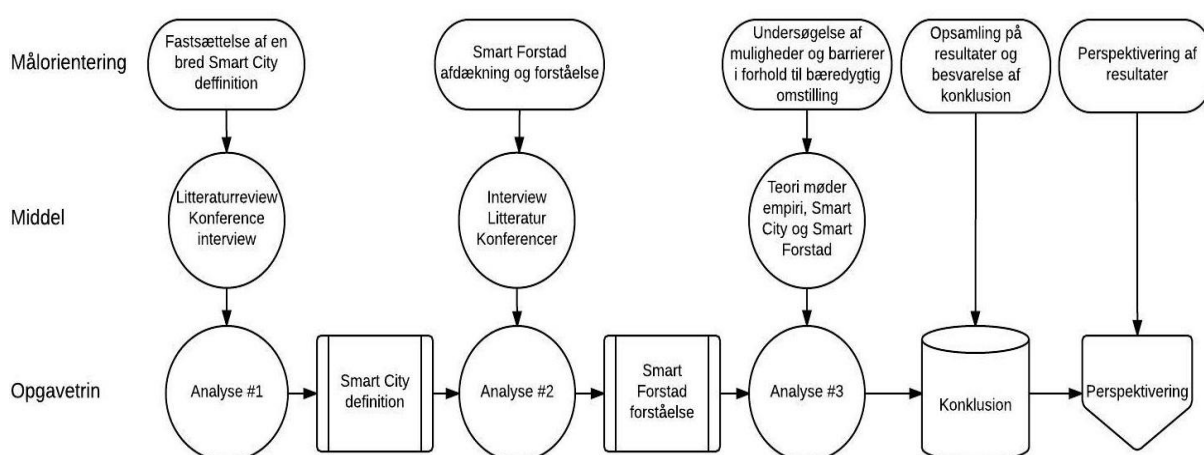 Målorientering
Fastsættelse af en
bred Smart City
deffinition
Smart Forstad
afdækning og forståelse
Undersøgelse af
muligheder og barrierer
i forhold til bæredygtig
omstilling
Opsamling på
resultater og
besvarelse af
konklusion
Perspektivering af
resultater
Middel
Litteraturreview
Konference
interview
Interview
Litteratur
Konferencer
Teori møder
empiri, Smart
City og Smart
Forstad
Opgavetrin
Analyse #1
Smart City
definition
Analyse #2
Smart
Forstad
forståelse
Analyse #3
Konklusion
Perspektivering